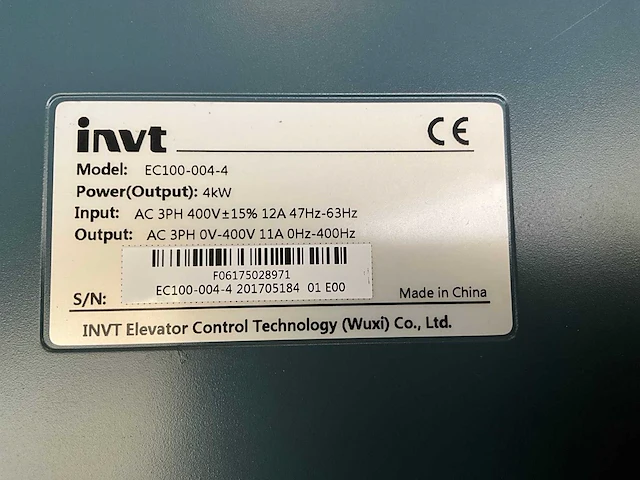 invt
CE
Model: EC100-004-4
Power(Output): 4kW
Input: AC 3PH 400V±15% 12A 47Hz-63Hz
Output: AC 3PH 0V-400V 11A 0Hz-400Hz
F06175028971
EC100-004-4 201705184 01 E00
S/N:
Made in China
INVT Elevator Control Technology (Wuxi) Co., Ltd.